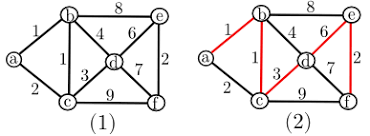 b 8 e b 8 e
1 4 6 1 4 6
a 1 d 2 a 1 d 2
3 7 3 7
2 2
c 9 f c 9 f
(1) (2)